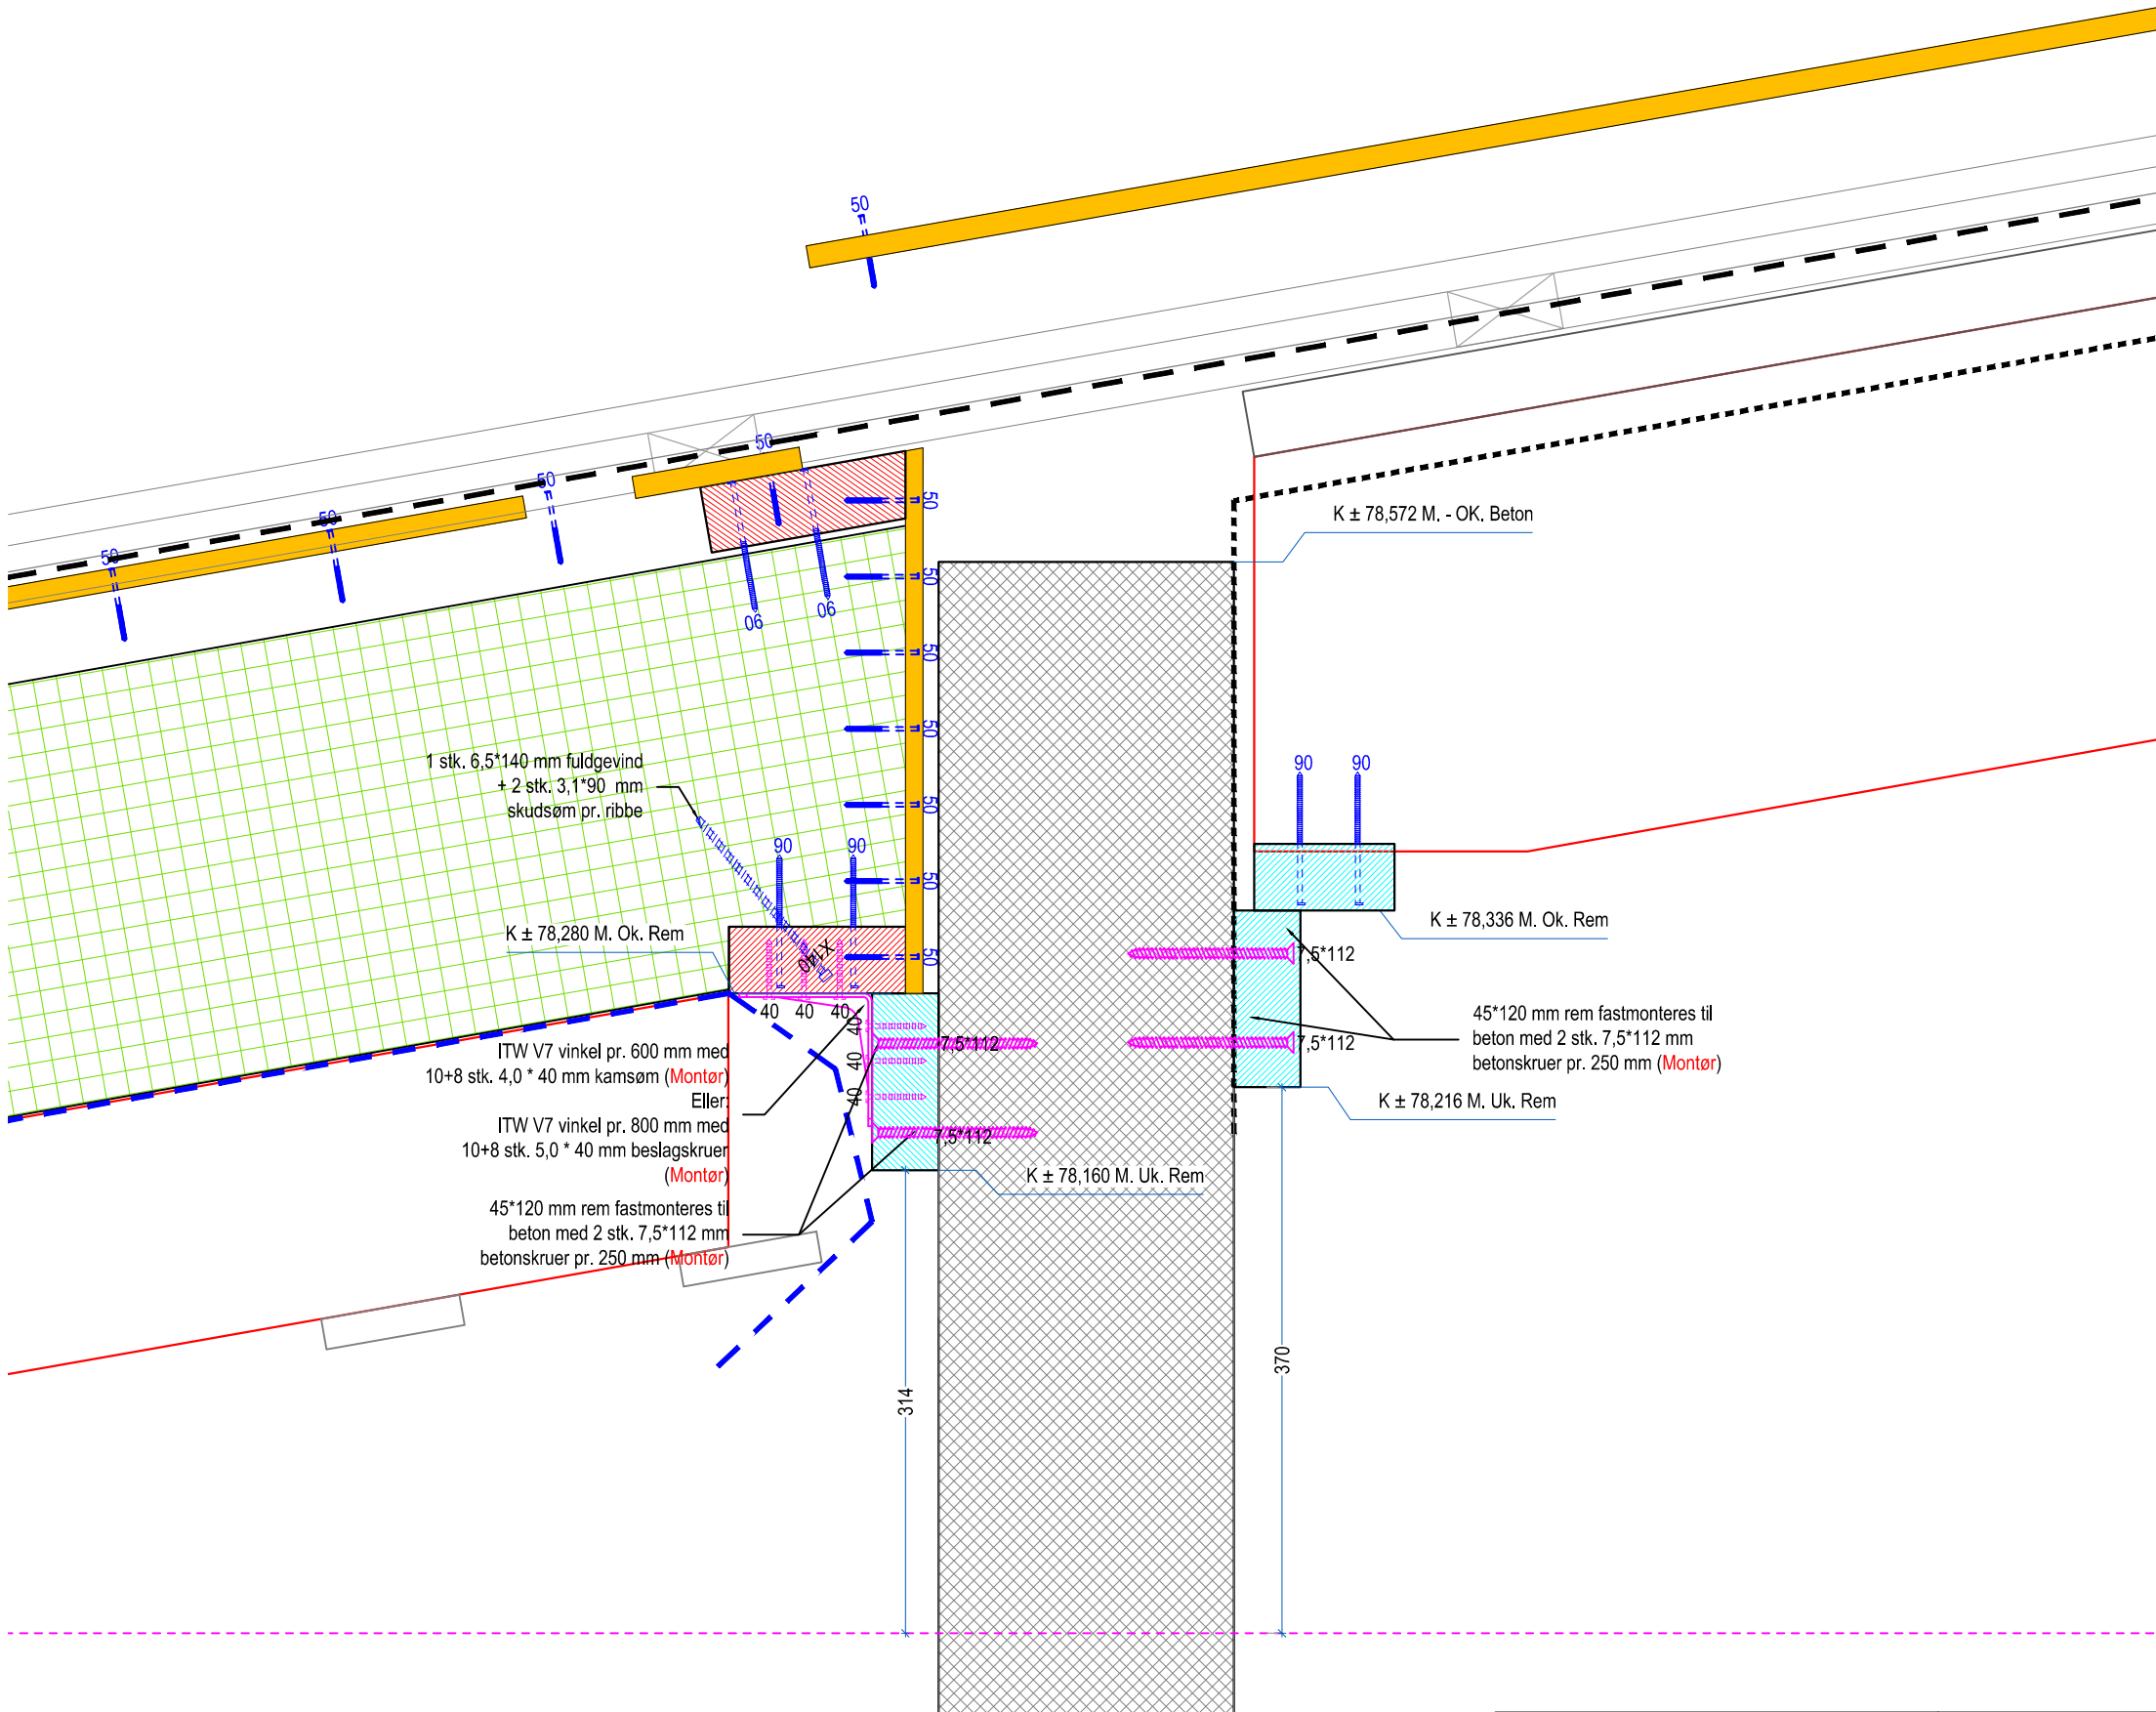 50
50
50
50
50
50
K ± 78,572 M. - OK. Beton
50
90
90
50
50
50
1 stk. 6,5*140 mm fuldgevind
+ 2 stk. 3,1*90 mm
skudsøm pr. ribbe
90
90
50
90
90
50
K ± 78,336 M. Ok. Rem
K ± 78,280 M. Ok. Rem
X140
50
7,5*112
40
40
40
40
40
40
7,5*112
7,5*112
45*120 mm rem fastmonteres til
beton med 2 stk. 7,5*112 mm
betonskruer pr. 250 mm (Montør)
ITW V7 vinkel pr. 600 mm med
10+8 stk. 4,0 * 40 mm kamsøm (Montør)
Eller:
ITW V7 vinkel pr. 800 mm med
10+8 stk. 5,0 * 40 mm beslagskruer
(Montør)
7,5*112
K ± 78,216 M. Uk. Rem
K ± 78,160 M. Uk. Rem
45*120 mm rem fastmonteres til
beton med 2 stk. 7,5*112 mm
betonskruer pr. 250 mm (Montør)
314
370